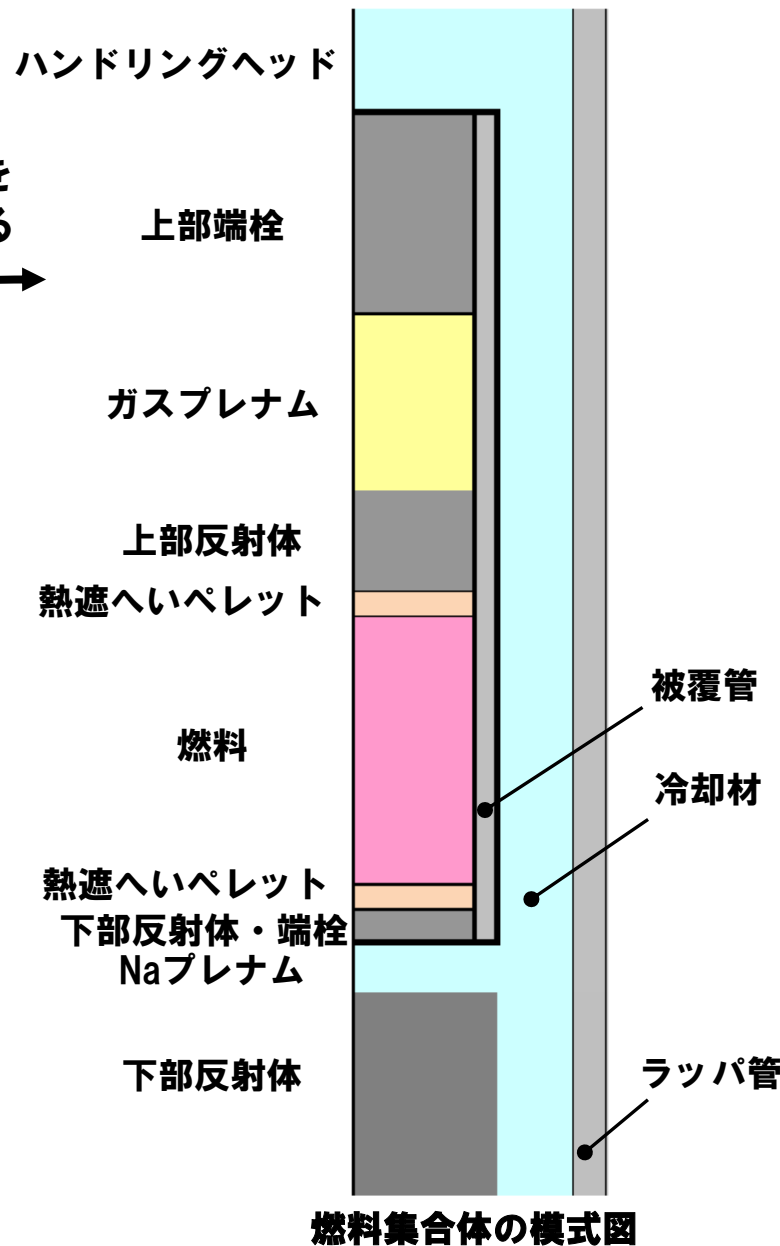 ハンドリングヘッド
を
る
上部端栓
ガスプレナム
上部反射体
熱遮へいペレット
燃料
被覆管
冷却材
熱遮へいペレット
下部反射体・端栓
Naプレナム
下部反射体
ラッパ管
燃料集合体の模式図